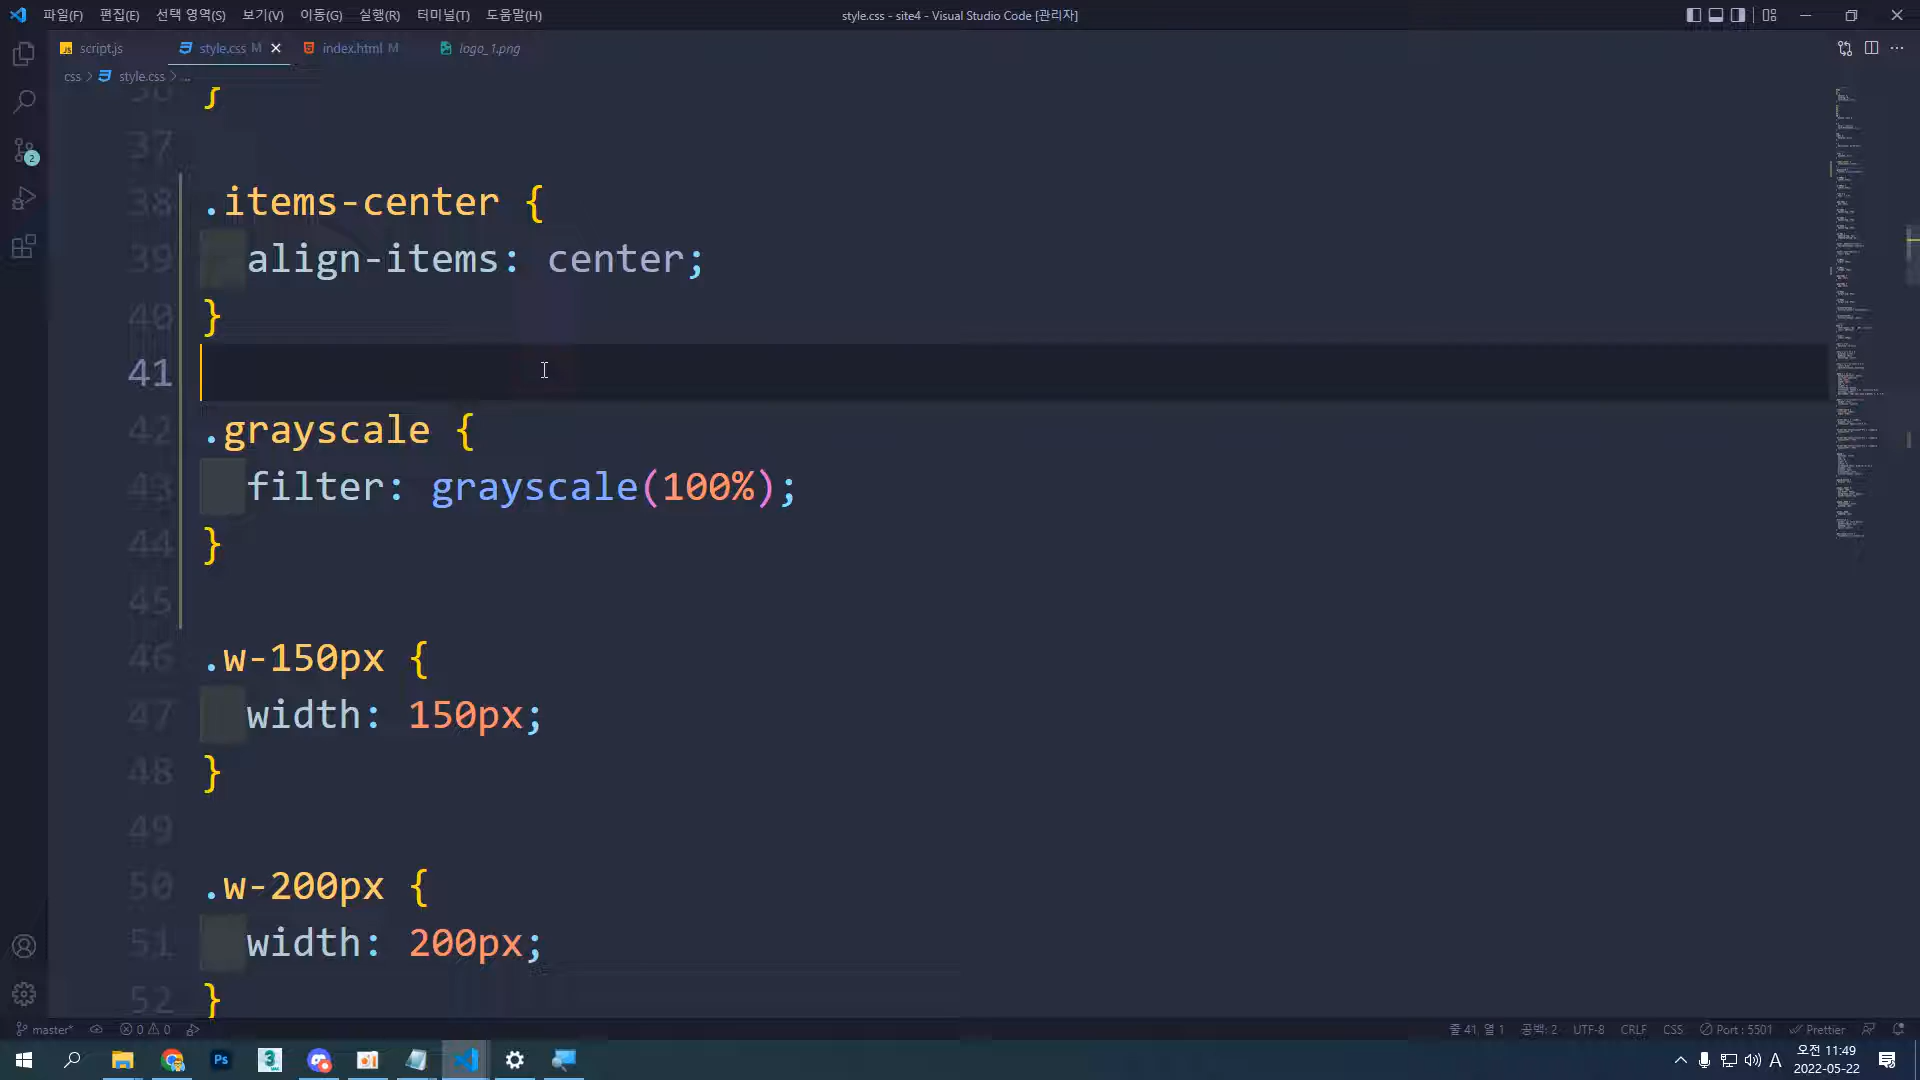 파일(F) 편집(E) 선택 영역(S) 보기(V) 이동(G) 실행(R) 터미널(T) 도움말(H) style.css - site4 - Visual Studio Code [관리자]
script.js style.css M index.html M logo_1.png
css > style.css > ...
36 }
37
38 .items-center {
39 align-items: center;
40 }
41
42 .grayscale {
43 filter: grayscale(100%);
44 }
45
46 .w-150px {
47 width: 150px;
48 }
49
50 .w-200px {
51 width: 200px;
52 }
2
master* 0 0 줄 41, 열 1 공백: 2 UTF-8 CRLF CSS Port : 5501 Prettier
Ps 3 A 오전 11:49
2022-05-22